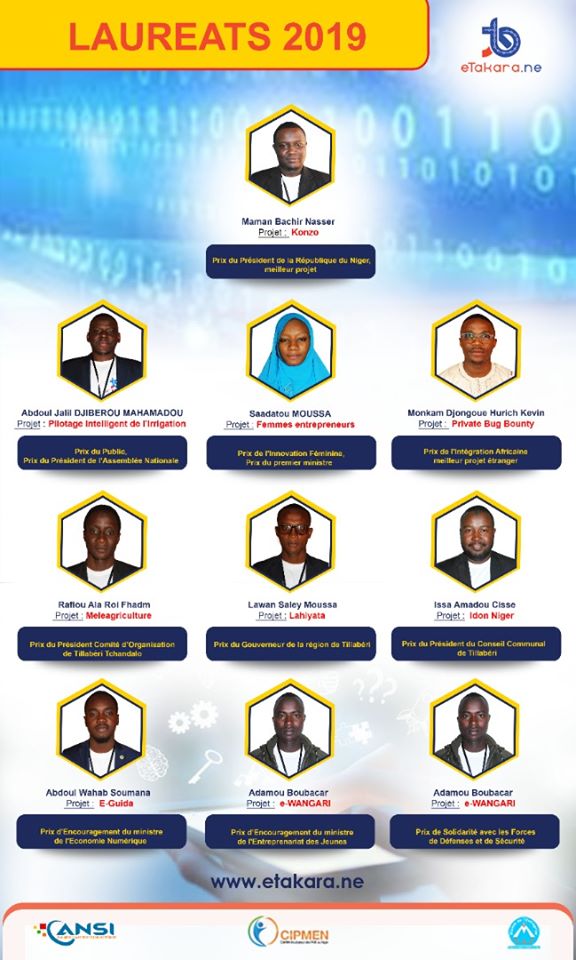 LAUREATS 2019
eTakara.ne
Maman Bachir Nasser
Projet : Konzo
Prix du Président de la République du Niger,
meilleur projet
Abdoul Jalil DJIBEROU MAHAMADOU
Projet : Pilotage Intelligent de l'Irrigation
Prix du Public,
Prix du Président de l'Assemblée Nationale
Saadatou MOUSSA
Projet : Femmes entrepreneurs
Prix de l'Innovation Féminine,
Prix du premier ministre
Monkam Djongoue Hurich Kevin
Projet : Private Bug Bounty
Prix de l'Intégration Africaine
meilleur projet étranger
Rafiou Ala Roi Fhadm
Projet : Meleagriculture
Prix du Président Comité d'Organisation
de Tillabéri Tchandalo
Lawan Saley Moussa
Projet : Lahiyata
Prix du Gouverneur de la région de Tillabéri
Issa Amadou Cisse
Projet : Idon Niger
Prix du Président du Conseil Communal
de Tillabéri
Abdoul Wahab Soumana
Projet : E-Guida
Prix d'Encouragement du ministre
de l'Economie Numérique
Adamou Boubacar
Projet : e-WANGARI
Prix d'Encouragement du ministre
de l'Entreprenariat des Jeunes
Adamou Boubacar
Projet : e-WANGARI
Prix de Solidarité avec les Forces
de Défenses et de Sécurité
www.etakara.ne
ANSI
CIPMEN